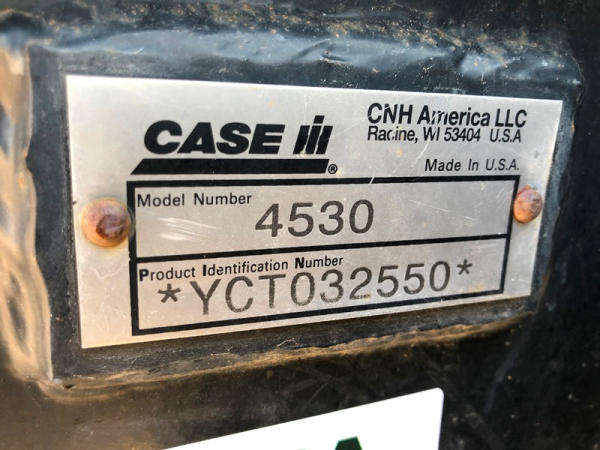 CASE IH
®
CNH America LLC
Racine, WI 53404 U.S.A
Made In U.S.A.
Model Number
4530
Product Identification Number
*YCT032550*